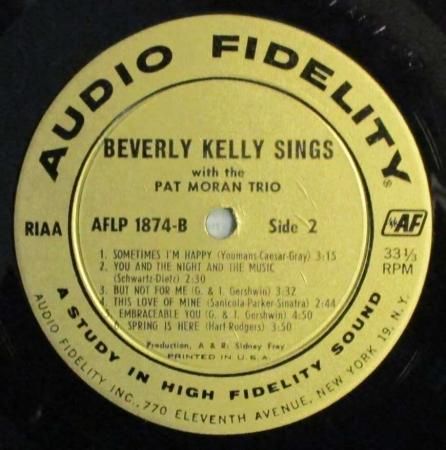 AUDIO FIDELITY®
BEVERLY KELLY SINGS
with the
PAT MORAN TRIO
RIAA
AFLP 1874-B
Side 2
AF
33 1/3
RPM
1. SOMETIMES I'M HAPPY (Youmans-Caesar-Gray) 3:15
2. YOU AND THE NIGHT AND THE MUSIC
(Schwartz-Dietz) 2:30
3. BUT NOT FOR ME (G. & I. Gershwin) 3:32
4. THIS LOVE OF MINE (Sanicola-Parker-Sinatra) 2:44
5. EMBRACEABLE YOU (G. & I. Gershwin) 3:50
6. SPRING IS HERE (Hart-Rodgers) 3:50
Production, A & R: Sidney Frey
PRINTED IN U.S.A.
A STUDY IN HIGH FIDELITY SOUND
AUDIO FIDELITY INC., 770 ELEVENTH AVENUE, NEW YORK 19, N.Y.